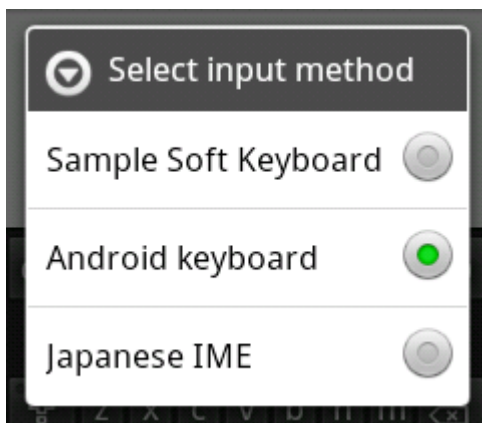 Select input method
Sample Soft Keyboard
Android keyboard
Japanese IME
z x c v b n m